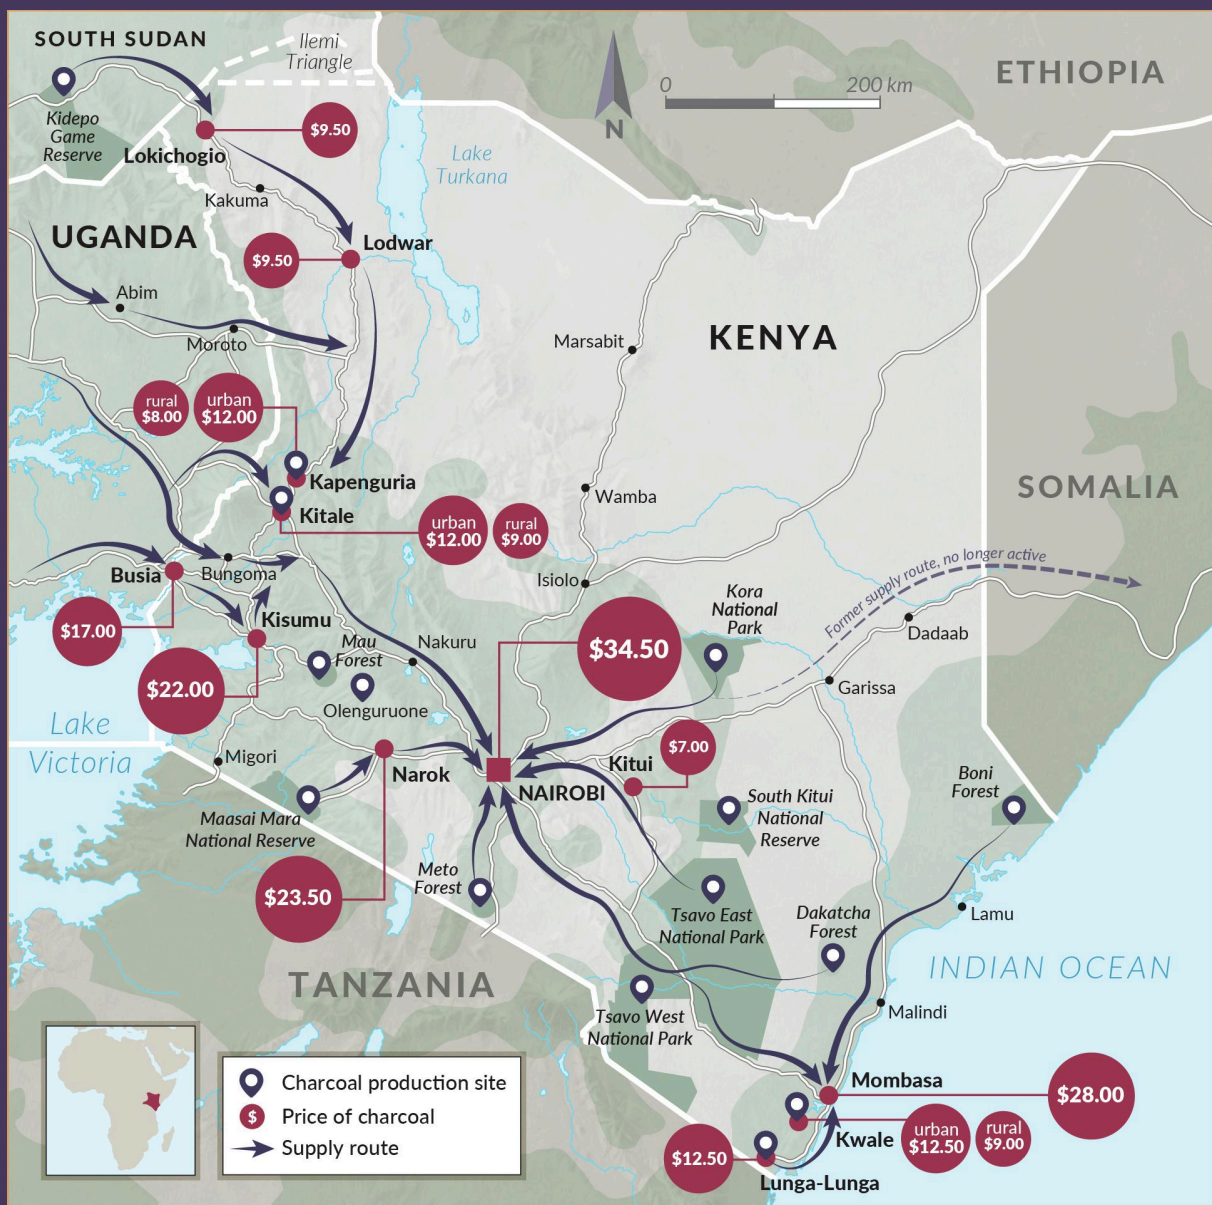 SOUTH SUDAN
Ilemi
Triangle
ETHIOPIA
0
200 km
N
Kidepo
Game
Reserve
$9.50
Lokichogio
Lake
Turkana
Kakuma
UGANDA
Lodwar
$9.50
Abim
Moroto
Marsabit
KENYA
rural
$8.00
urban
$12.00
Kapenguria
Kitale
urban
$12.00
rural
$9.00
Wamba
SOMALIA
Busia
Bungoma
Isiolo
Former supply route, no longer active
Kora
National
Park
Dadaab
$17.00
Kisumu
Mau
Forest
Nakuru
$34.50
Garissa
$22.00
Olenguruone
Lake
Victoria
Migori
Narok
NAIROBI
Kitui
$7.00
Boni
Forest
Maasai Mara
National Reserve
South Kitui
National
Reserve
Meto
Forest
$23.50
Tsavo East
National Park
Dakatcha
Forest
Lamu
INDIAN OCEAN
TANZANIA
Tsavo West
National Park
Malindi
Mombasa
$28.00
Kwale
urban
$12.50
rural
$9.00
$12.50
Lunga-Lunga
Charcoal production site
$
Price of charcoal
Supply route